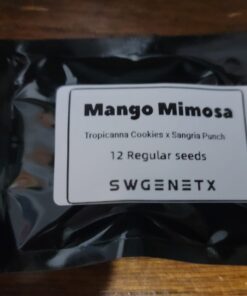 Mango Mimosa
Tropicanna Cookies x Sangria Punch
12 Regular seeds
SWGENETX